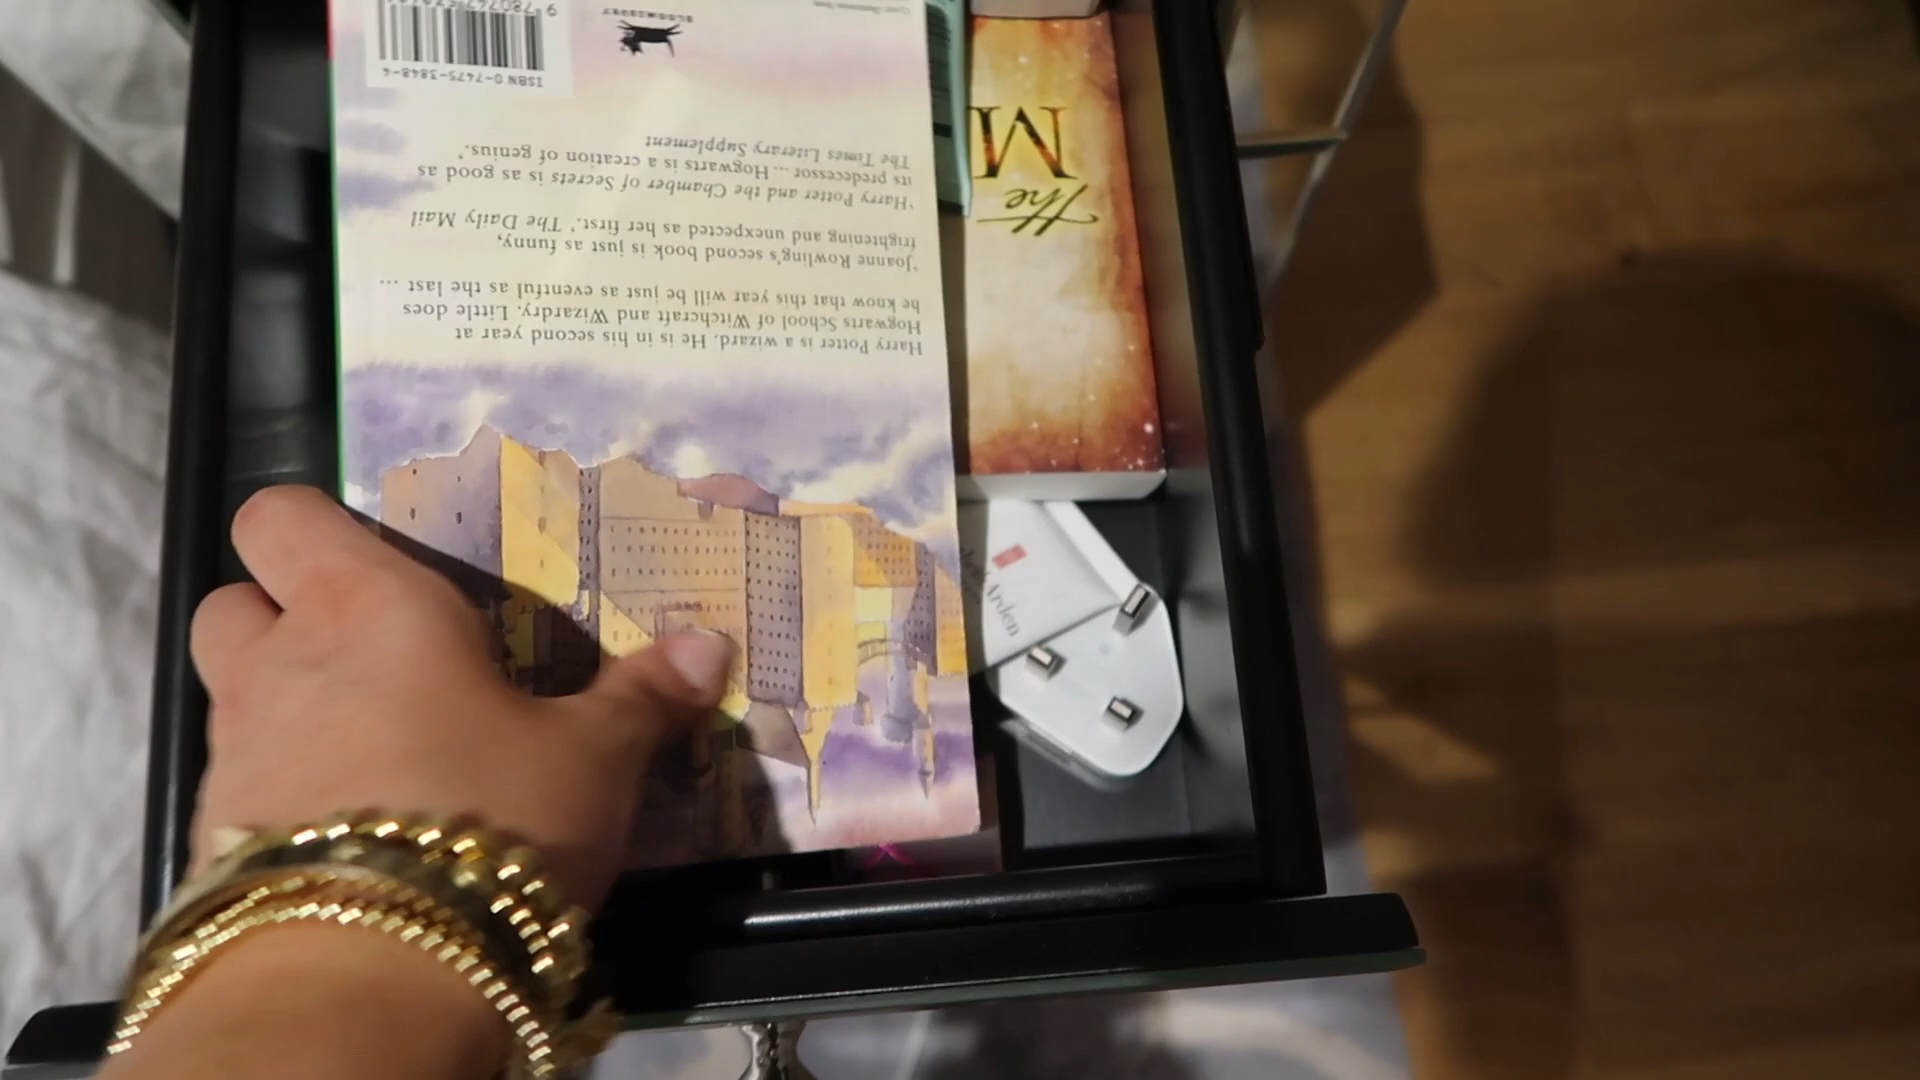 Harry Potter is a wizard. He is in his second year at
Hogwarts School of Witchcraft and Wizardry. Little does
he know that this year will be just as eventful as the last ...
'Joanne Rowling's second book is just as funny,
frightening and unexpected as her first.' The Daily Mail
'Harry Potter and the Chamber of Secrets is as good as
its predecessor ... Hogwarts is a creation of genius.'
The Times Literary Supplement
BLOOMSBURY
ISBN 0-7475-3848-4
The
M
Arden